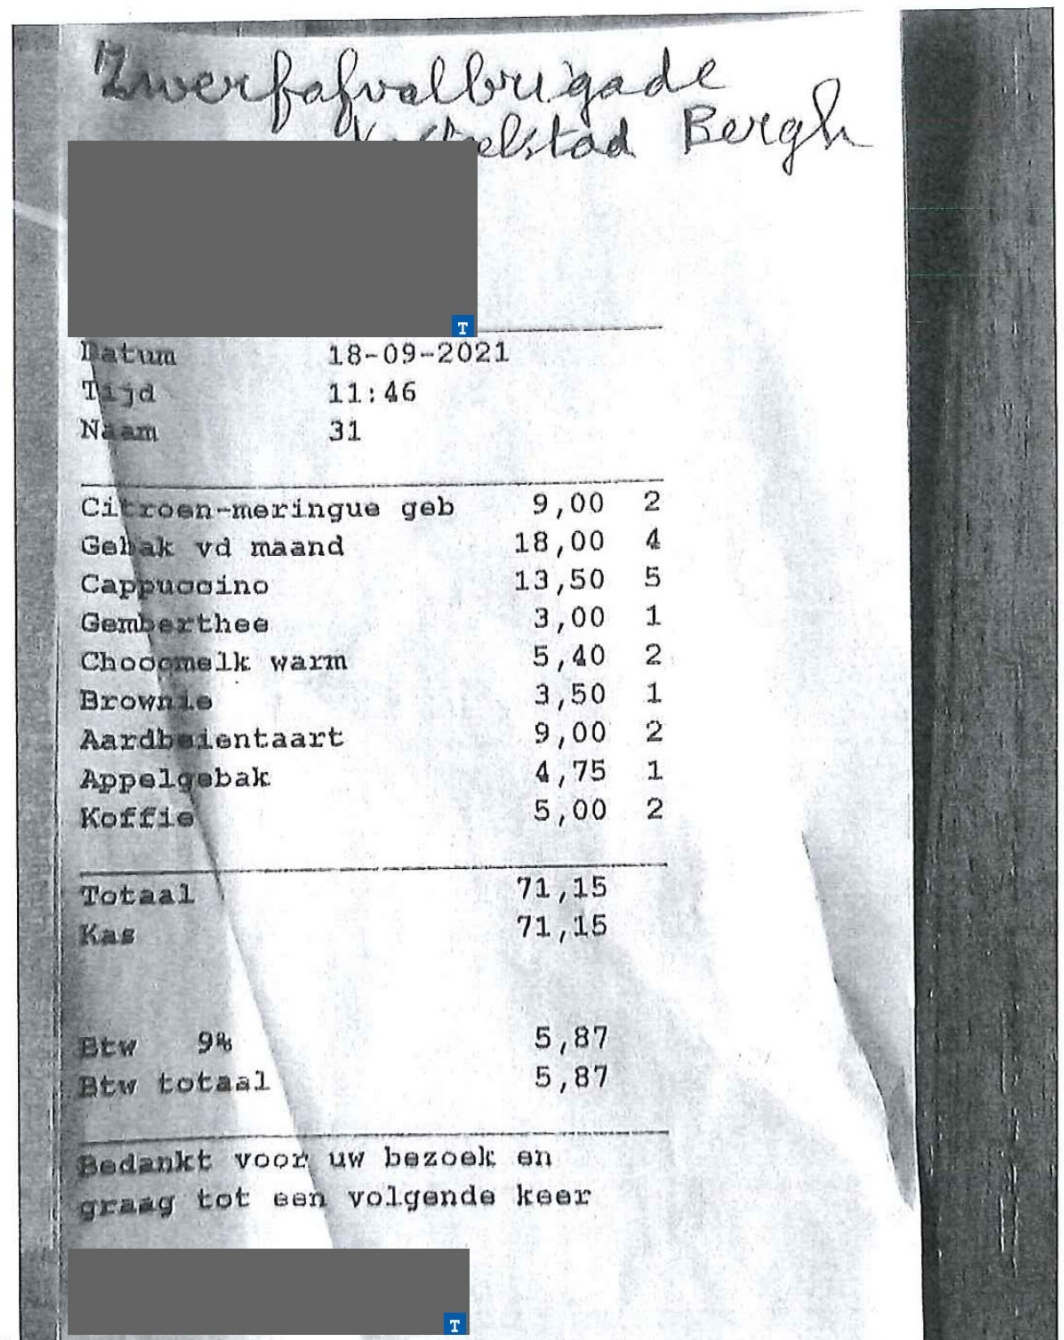 Zwerfafvalbrigade
Bergh
T
Datum 18-09-2021
Tijd 11:46
Naam 31
Citroen-meringue geb 9,00 2
Gebak vd maand 18,00 4
Cappuccino 13,50 5
Gemberthee 3,00 1
Chocomelk warm 5,40 2
Brownie 3,50 1
Aardbeientaart 9,00 2
Appelgebak 4,75 1
Koffie 5,00 2
Totaal 71,15
Kas 71,15
Btw 9% 5,87
Btw totaal 5,87
Bedankt voor uw bezoek en
graag tot een volgende keer
T